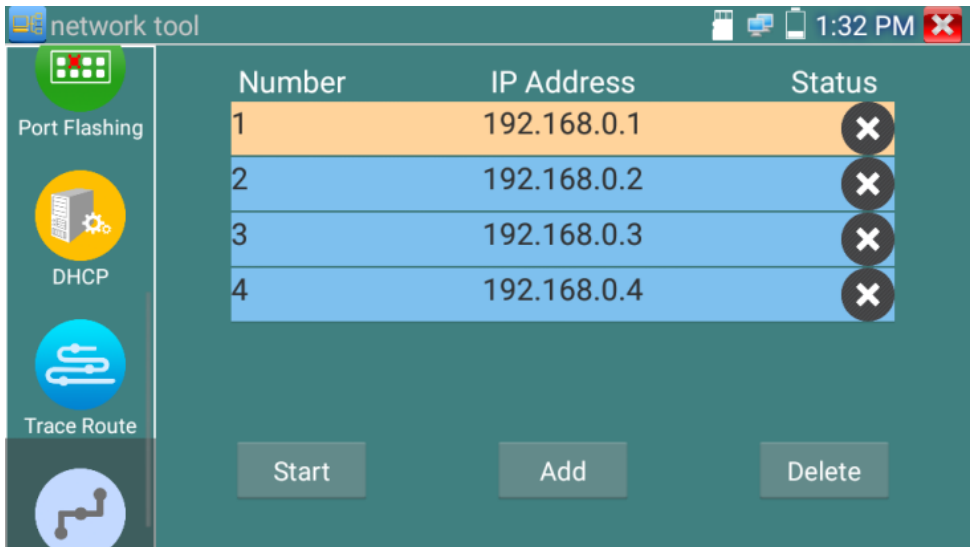 network tool
1:32 PM
Port Flashing
DHCP
Trace Route
Number IP Address Status
1 192.168.0.1
2 192.168.0.2
3 192.168.0.3
4 192.168.0.4
Start Add Delete